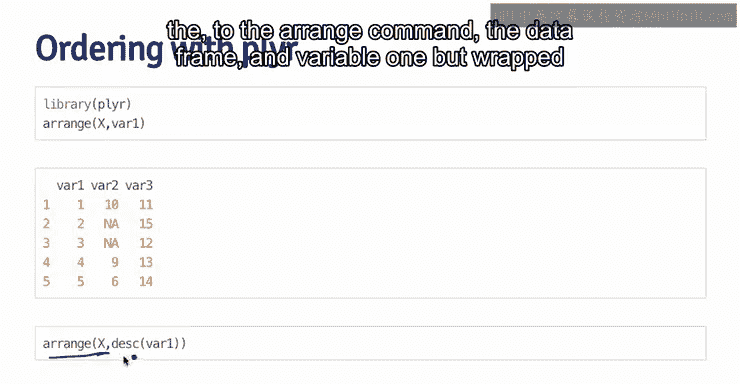 the, to the arrange command, the data
frame, and variable one but wrapped
Ordering with plyr
library(plyr)
arrange(X,var1)
var1 var2 var3
1 1 10 11
2 2 NA 15
3 3 NA 12
4 4 9 13
5 5 6 14
arrange(X,desc(var1))